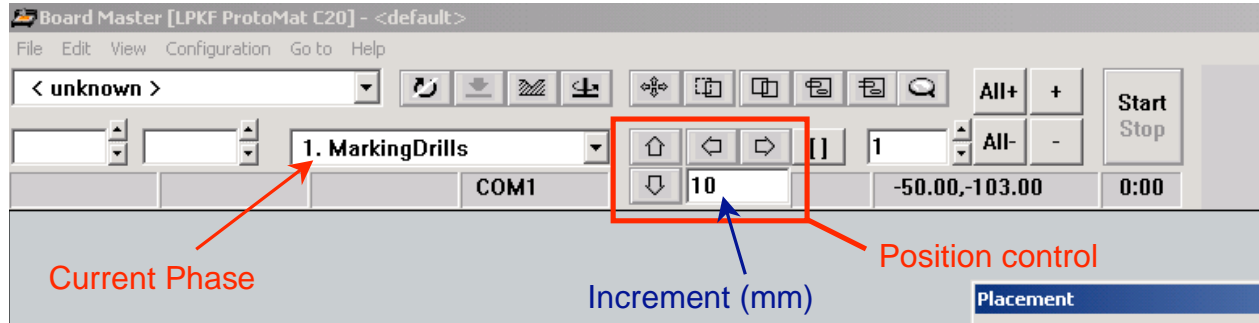 Board Master [LPKF ProtoMat C20] - <default>
File Edit View Configuration Go to Help
< unknown > All+ + Start
1. MarkingDrills [ ] 1 All- - Stop
COM1 10 -50.00,-103.00 0:00
Current Phase
Position control
Increment (mm)
Placement